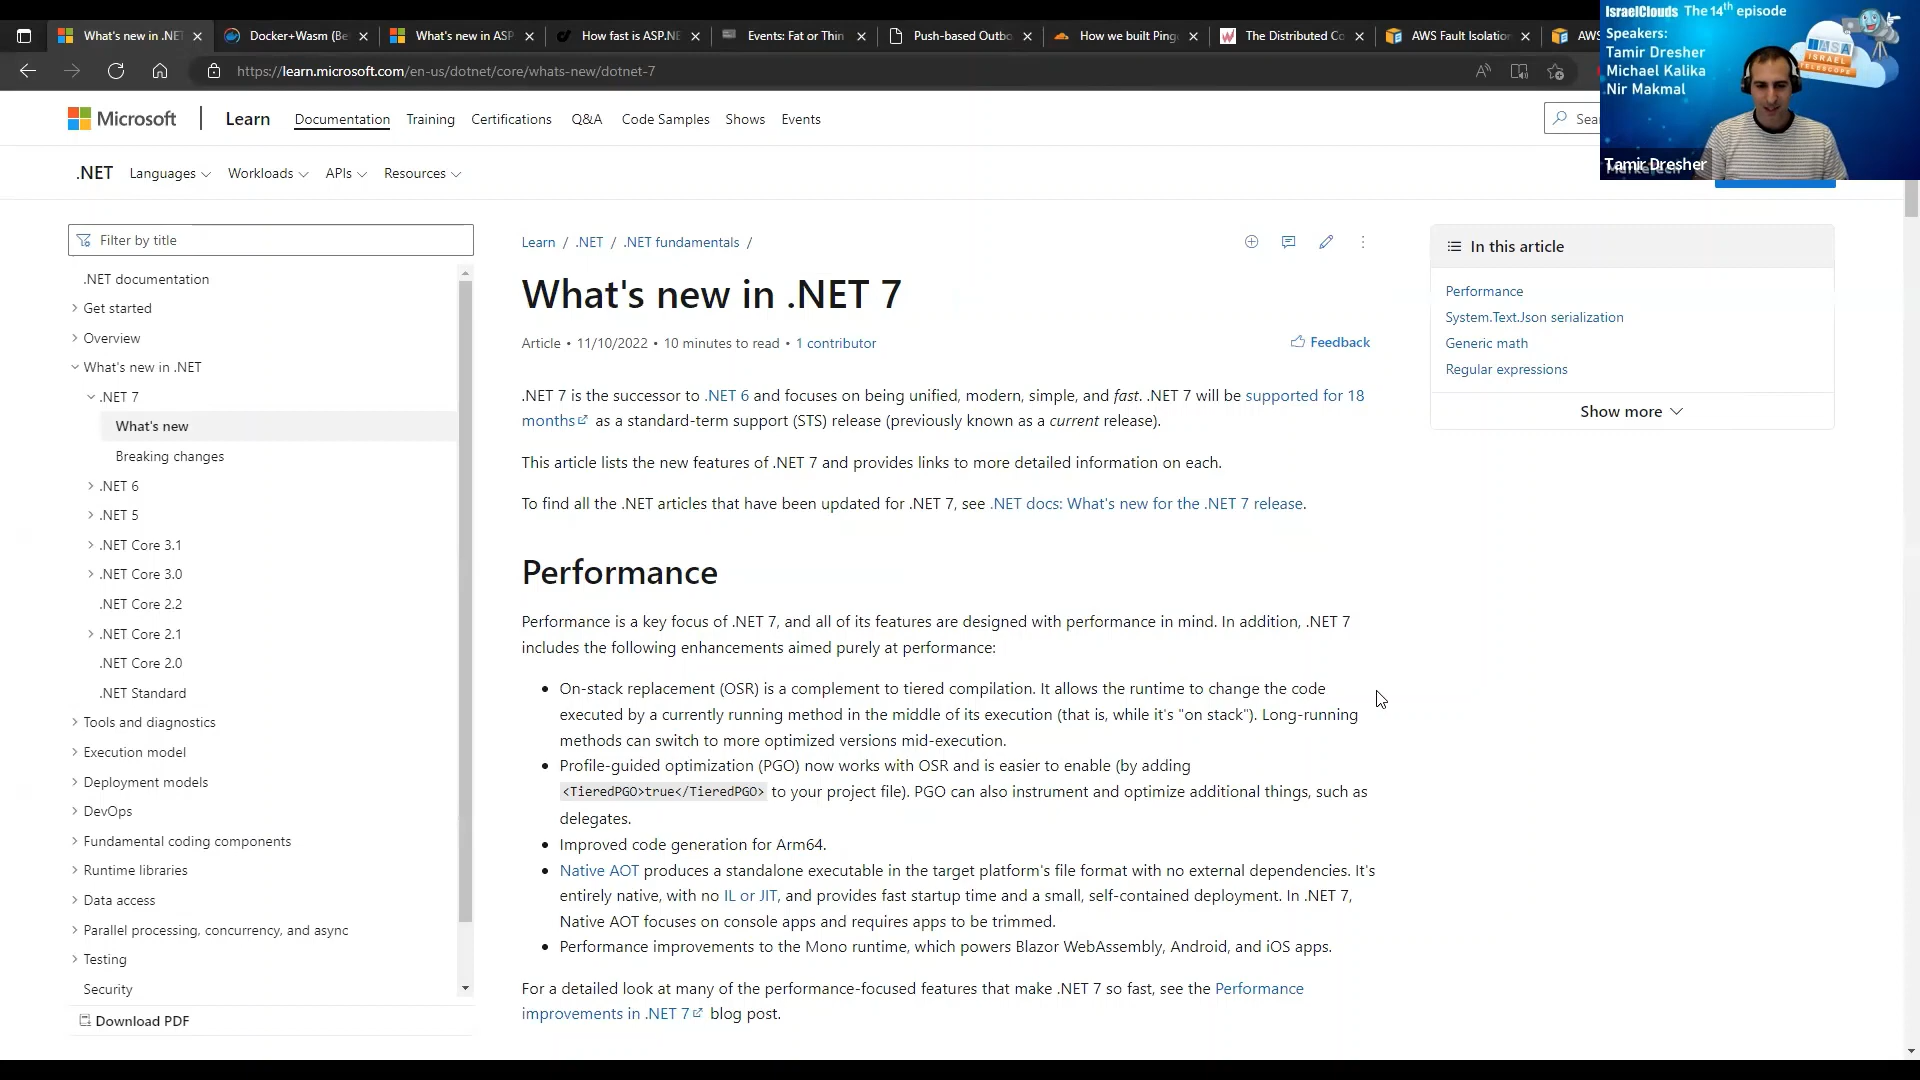 What's new in .NET
Docker+Wasm (Be
What's new in ASP
How fast is ASP.NE
Events: Fat or Thin
Push-based Outbo
How we built Ping
The Distributed Co
AWS Fault Isolation
AWS
https://learn.microsoft.com/en-us/dotnet/core/whats-new/dotnet-7
IsraelClouds The 14th episode
Speakers:
Tamir Dresher
Michael Kalika
Nir Makmal
IASA
ISRAEL
Tamir Dresher
Microsoft
Learn
Documentation
Training
Certifications
Q&A
Code Samples
Shows
Events
.NET
Languages
Workloads
APIs
Resources
Filter by title
.NET documentation
Get started
Overview
What's new in .NET
.NET 7
What's new
Breaking changes
.NET 6
.NET 5
.NET Core 3.1
.NET Core 3.0
.NET Core 2.2
.NET Core 2.1
.NET Core 2.0
.NET Standard
Tools and diagnostics
Execution model
Deployment models
DevOps
Fundamental coding components
Runtime libraries
Data access
Parallel processing, concurrency, and async
Testing
Security
Download PDF
Learn / .NET / .NET fundamentals /
What's new in .NET 7
Article • 11/10/2022 • 10 minutes to read • 1 contributor
Feedback
.NET 7 is the successor to .NET 6 and focuses on being unified, modern, simple, and fast. .NET 7 will be supported for 18
months as a standard-term support (STS) release (previously known as a current release).
This article lists the new features of .NET 7 and provides links to more detailed information on each.
To find all the .NET articles that have been updated for .NET 7, see .NET docs: What's new for the .NET 7 release.
Performance
Performance is a key focus of .NET 7, and all of its features are designed with performance in mind. In addition, .NET 7
includes the following enhancements aimed purely at performance:
• On-stack replacement (OSR) is a complement to tiered compilation. It allows the runtime to change the code
executed by a currently running method in the middle of its execution (that is, while it's "on stack"). Long-running
methods can switch to more optimized versions mid-execution.
• Profile-guided optimization (PGO) now works with OSR and is easier to enable (by adding
<TieredPGO>true</TieredPGO> to your project file). PGO can also instrument and optimize additional things, such as
delegates.
• Improved code generation for Arm64.
• Native AOT produces a standalone executable in the target platform's file format with no external dependencies. It's
entirely native, with no IL or JIT, and provides fast startup time and a small, self-contained deployment. In .NET 7,
Native AOT focuses on console apps and requires apps to be trimmed.
• Performance improvements to the Mono runtime, which powers Blazor WebAssembly, Android, and iOS apps.
For a detailed look at many of the performance-focused features that make .NET 7 so fast, see the Performance
improvements in .NET 7 blog post.
In this article
Performance
System.Text.Json serialization
Generic math
Regular expressions
Show more